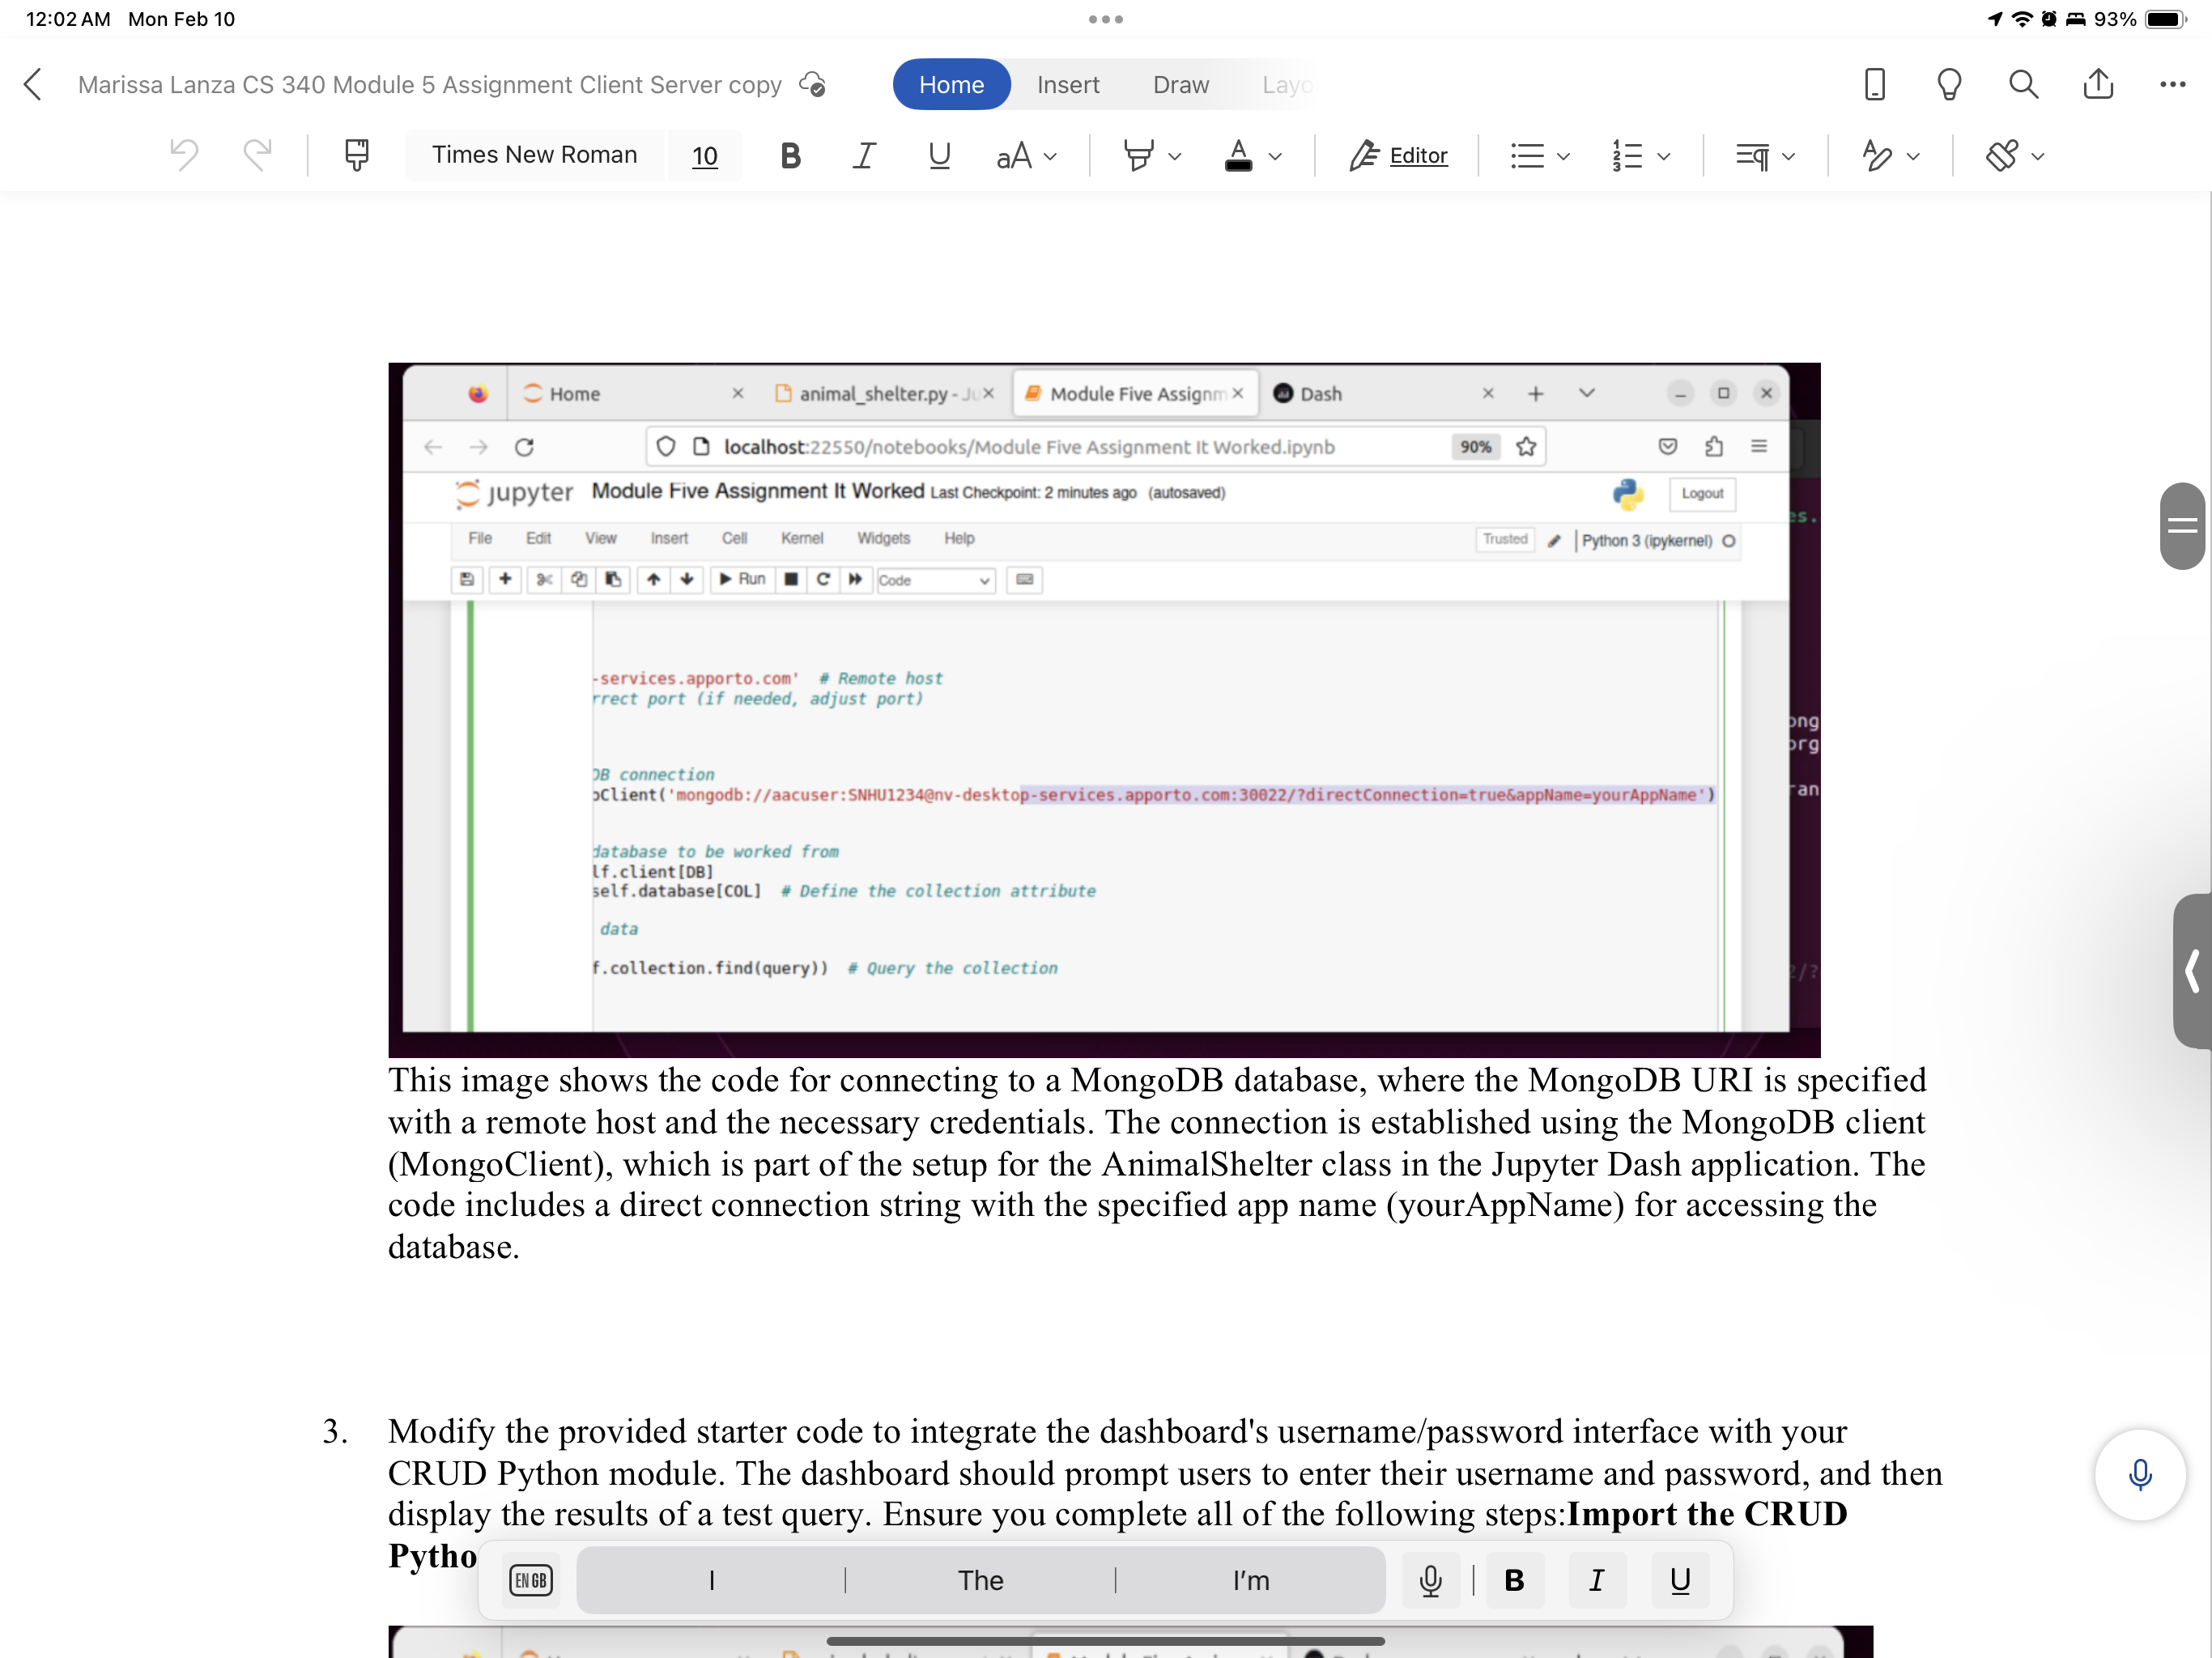 12:02 AM Mon Feb 10
93%
Marissa Lanza CS 340 Module 5 Assignment Client Server copy
Home Insert Draw Layo
Times New Roman 10 B I U aA A Editor
Home animal_shelter.py - Ju Module Five Assignm Dash
localhost:22550/notebooks/Module Five Assignment It Worked.ipynb 90%
jupyter Module Five Assignment It Worked Last Checkpoint: 2 minutes ago (autosaved) Logout
es.
File Edit View Insert Cell Kernel Widgets Help Trusted Python 3 (ipykernel)
Run Code
-services.apporto.com' # Remote host
rrect port (if needed, adjust port)
ong
org
DB connection
oClient('mongodb://aacuser:SNHU1234@nv-desktop-services.apporto.com:30022/?directConnection=true&appName=yourAppName')
ran
database to be worked from
lf.client[DB]
self.database[COL] # Define the collection attribute
data
f.collection.find(query)) # Query the collection
2/?
This image shows the code for connecting to a MongoDB database, where the MongoDB URI is specified
with a remote host and the necessary credentials. The connection is established using the MongoDB client
(MongoClient), which is part of the setup for the AnimalShelter class in the Jupyter Dash application. The
code includes a direct connection string with the specified app name (yourAppName) for accessing the
database.
3. Modify the provided starter code to integrate the dashboard's username/password interface with your
CRUD Python module. The dashboard should prompt users to enter their username and password, and then
display the results of a test query. Ensure you complete all of the following steps:Import the CRUD
Pytho
EN GB I The I'm B I U